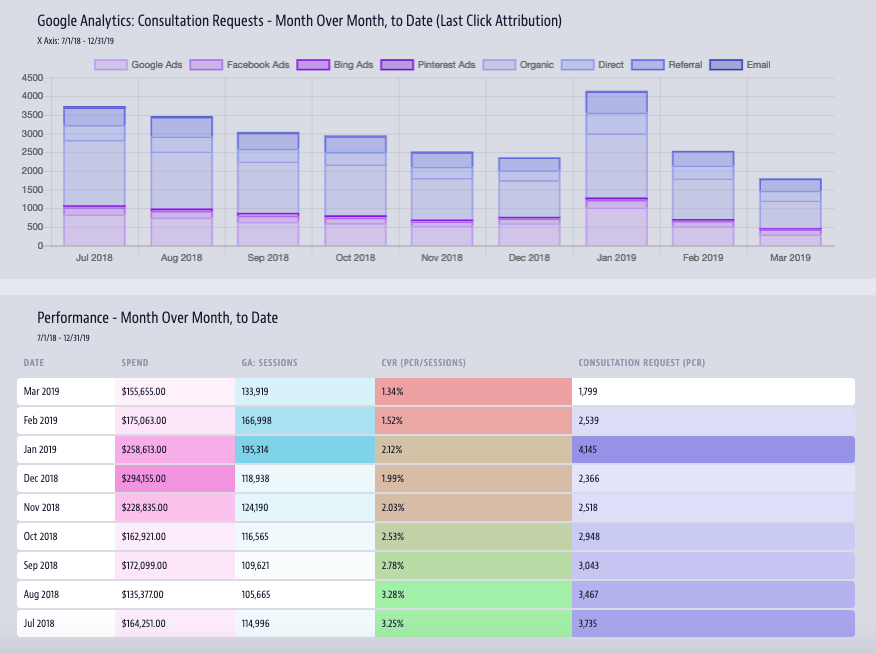 Google Analytics: Consultation Requests - Month Over Month, to Date (Last Click Attribution)
X Axis: 7/1/18 - 12/31/19
Google Ads Facebook Ads Bing Ads Pinterest Ads Organic Direct Referral Email
4500
4000
3500
3000
2500
2000
1500
1000
500
0
Jul 2018 Aug 2018 Sep 2018 Oct 2018 Nov 2018 Dec 2018 Jan 2019 Feb 2019 Mar 2019
Performance - Month Over Month, to Date
7/1/18 - 12/31/19
DATE SPEND GA: SESSIONS CVR (PCR/SESSIONS) CONSULTATION REQUEST (PCR)
Mar 2019 $155,655.00 133,919 1.34% 1,799
Feb 2019 $175,063.00 166,998 1.52% 2,539
Jan 2019 $258,613.00 195,314 2.12% 4,145
Dec 2018 $294,155.00 118,938 1.99% 2,366
Nov 2018 $228,835.00 124,190 2.03% 2,518
Oct 2018 $162,921.00 116,565 2.53% 2,948
Sep 2018 $172,099.00 109,621 2.78% 3,043
Aug 2018 $135,377.00 105,665 3.28% 3,467
Jul 2018 $164,251.00 114,996 3.25% 3,735